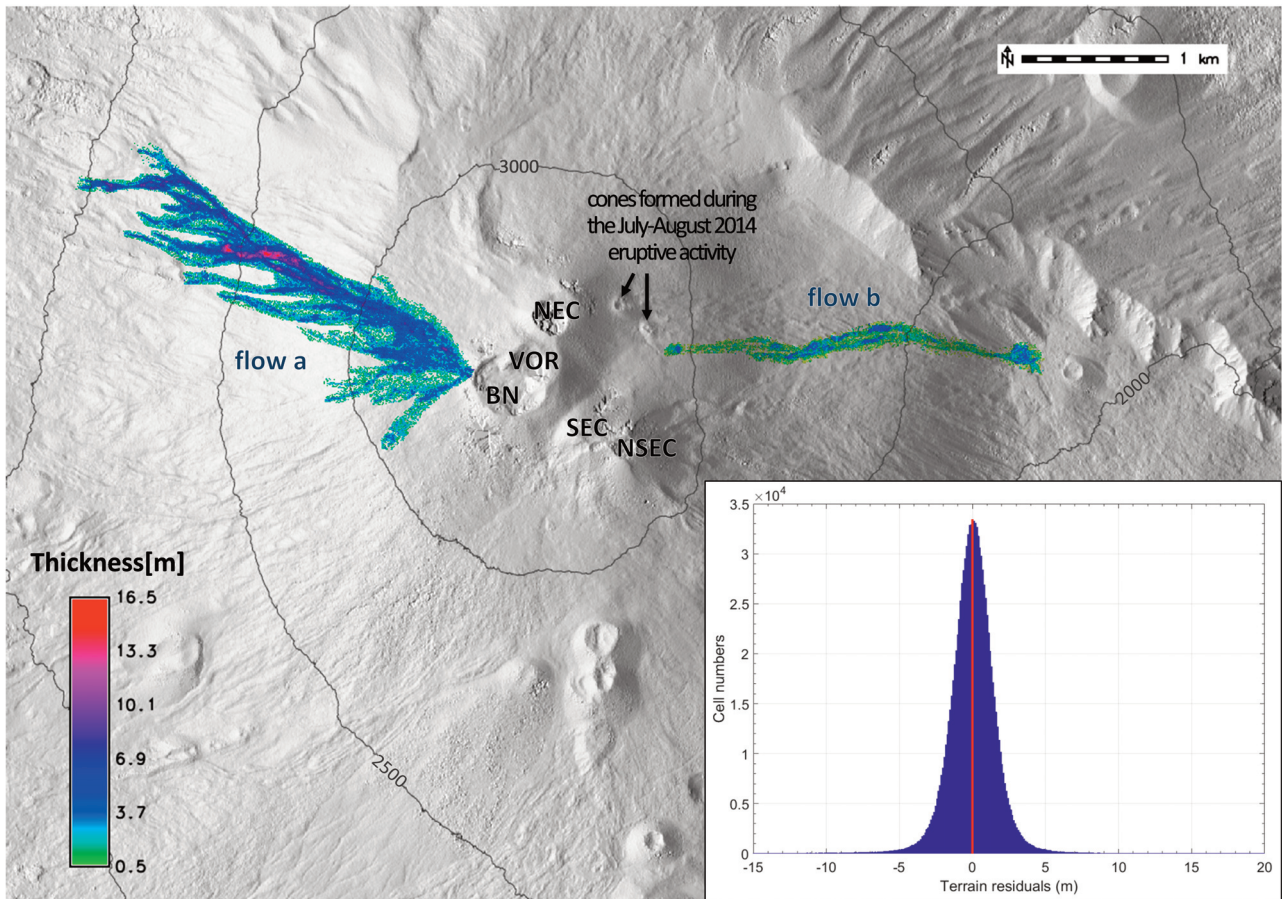 N
1 km
3000
cones formed during
the July-August 2014
eruptive activity
flow b
NEC
flow a
VOR
BN
2000
SEC
NSEC
Thickness[m]
16.5
13.3
10.1
6.9
3.7
0.5
2500
×10⁴
3.5
3
2.5
2
1.5
1
0.5
0
Cell numbers
-15 -10 -5 0 5 10 15 20
Terrain residuals (m)